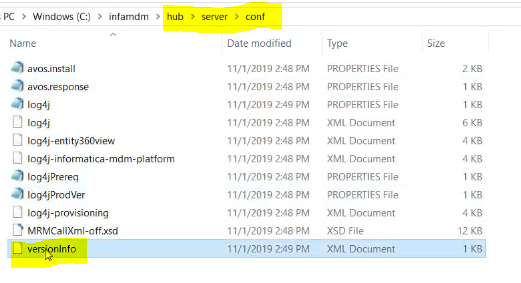 PC > Windows (C:) > infamdm > hub > server > conf
Name Date modified Type Size
avos.install 11/1/2019 2:48 PM PROPERTIES File 2 KB
avos.response 11/1/2019 2:48 PM PROPERTIES File 1 KB
log4j 11/1/2019 2:49 PM PROPERTIES File 1 KB
log4j 11/1/2019 2:48 PM XML Document 6 KB
log4j-entity360view 11/1/2019 2:48 PM XML Document 4 KB
log4j-informatica-mdm-platform 11/1/2019 2:48 PM XML Document 4 KB
log4jPrereq 11/1/2019 2:48 PM PROPERTIES File 1 KB
log4jProdVer 11/1/2019 2:48 PM PROPERTIES File 1 KB
log4j-provisioning 11/1/2019 2:48 PM XML Document 4 KB
MRMCallXml-off.xsd 11/1/2019 2:48 PM XSD File 12 KB
versionInfo 11/1/2019 2:49 PM XML Document 1 KB